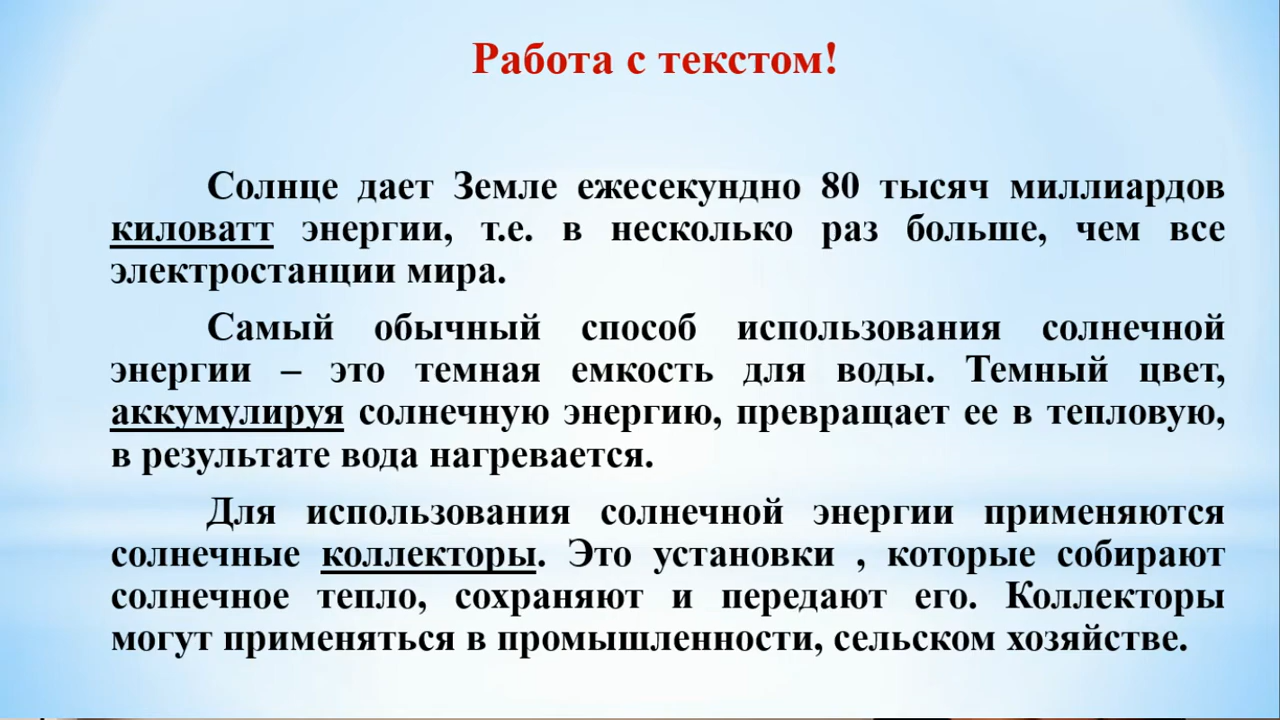 Работа с текстом!
Солнце дает Земле ежесекундно 80 тысяч миллиардов
киловатт энергии, т.е. в несколько раз больше, чем все
электростанции мира.
Самый обычный способ использования солнечной
энергии – это темная емкость для воды. Темный цвет,
аккумулируя солнечную энергию, превращает ее в тепловую,
в результате вода нагревается.
Для использования солнечной энергии применяются
солнечные коллекторы. Это установки , которые собирают
солнечное тепло, сохраняют и передают его. Коллекторы
могут применяться в промышленности, сельском хозяйстве.